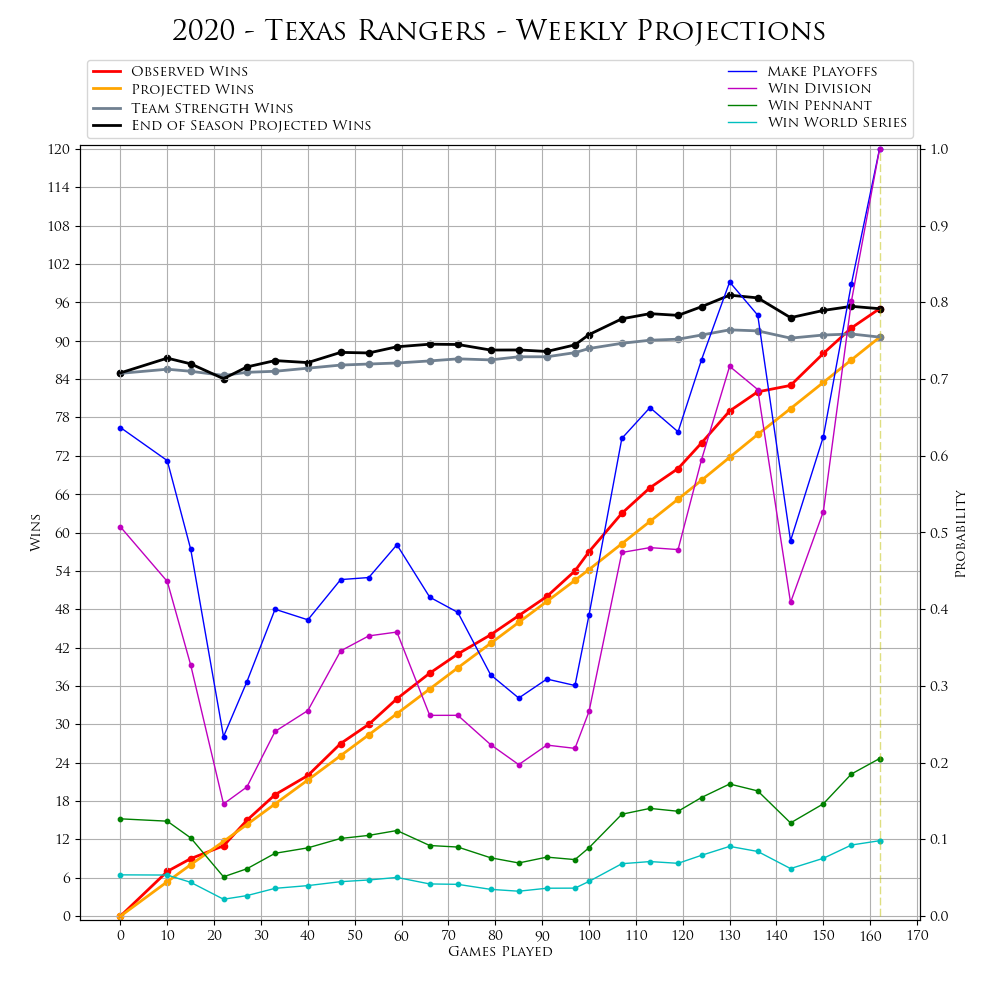 2020 - Texas Rangers - Weekly Projections
Observed Wins
Projected Wins
Team Strength Wins
End of Season Projected Wins
Make Playoffs
Win Division
Win Pennant
Win World Series
120
114
108
102
96
90
84
78
72
66
60
54
48
42
36
30
24
18
12
6
0
Wins
1.0
0.9
0.8
0.7
0.6
0.5
0.4
0.3
0.2
0.1
0.0
Probability
0 10 20 30 40 50 60 70 80 90 100 110 120 130 140 150 160 170
Games Played